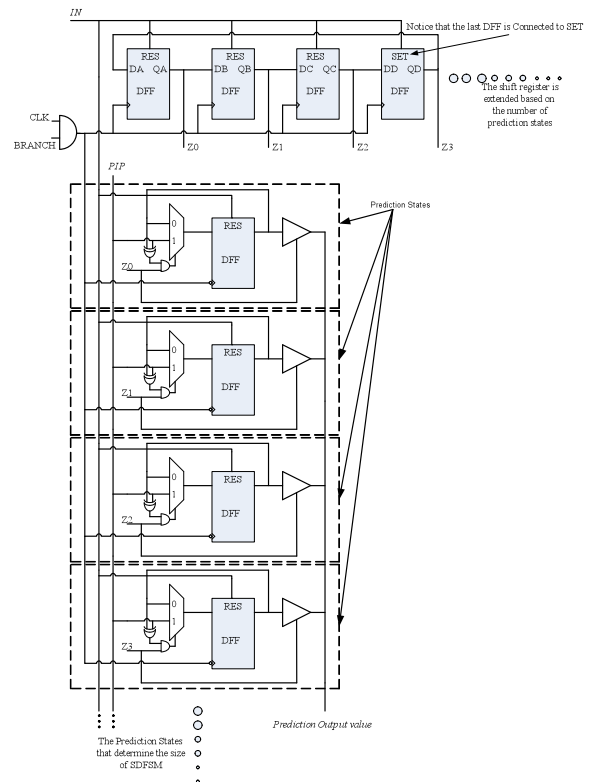 IN
Notice that the last DFF is Connected to SET
RES
RES
RES
SET
DA QA
DB QB
DC QC
DD QD
DFF
DFF
DFF
DFF
The shift register is
extended based on
the number of
prediction states
CLK
BRANCH
Z0
Z1
Z2
Z3
PIP
Prediction States
RES
0
1
DFF
Z0
RES
0
1
DFF
Z1
RES
0
1
DFF
Z2
RES
0
1
DFF
Z3
Prediction Output value
The Prediction States
that determine the size
of SDFSM